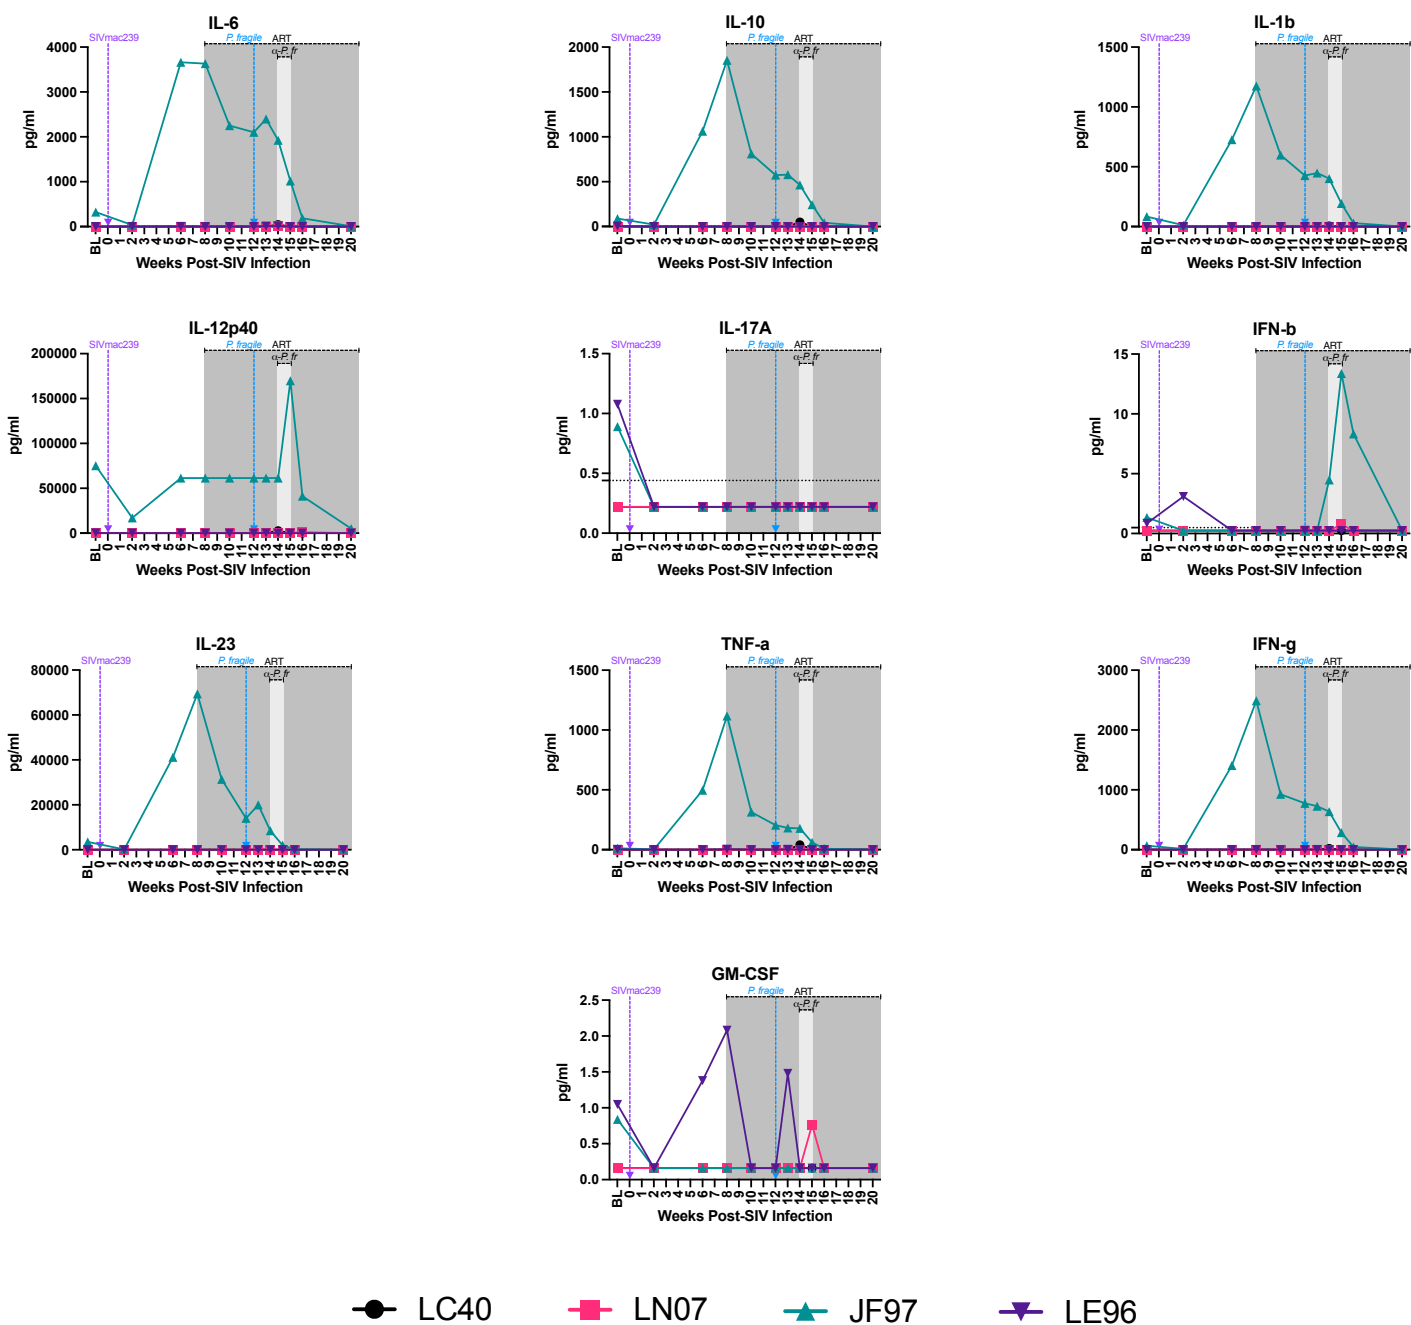 IL-6
SIVmac239
P. fragile
ART
α-P. fr
4000
3000
2000
1000
0
pg/ml
BL 0 1 2 3 4 5 6 7 8 9 10 11 12 13 14 15 16 17 18 19 20
Weeks Post-SIV Infection
IL-10
SIVmac239
P. fragile
ART
α-P. fr
2000
1500
1000
500
0
pg/ml
BL 0 1 2 3 4 5 6 7 8 9 10 11 12 13 14 15 16 17 18 19 20
Weeks Post-SIV Infection
IL-1b
SIVmac239
P. fragile
ART
α-P. fr
1500
1000
500
0
pg/ml
BL 0 1 2 3 4 5 6 7 8 9 10 11 12 13 14 15 16 17 18 19 20
Weeks Post-SIV Infection
IL-12p40
SIVmac239
P. fragile
ART
α-P. fr
200000
150000
100000
50000
0
pg/ml
BL 0 1 2 3 4 5 6 7 8 9 10 11 12 13 14 15 16 17 18 19 20
Weeks Post-SIV Infection
IL-17A
SIVmac239
P. fragile
ART
α-P. fr
1.5
1.0
0.5
0.0
pg/ml
BL 0 1 2 3 4 5 6 7 8 9 10 11 12 13 14 15 16 17 18 19 20
Weeks Post-SIV Infection
IFN-b
SIVmac239
P. fragile
ART
α-P. fr
15
10
5
0
pg/ml
BL 0 1 2 3 4 5 6 7 8 9 10 11 12 13 14 15 16 17 18 19 20
Weeks Post-SIV Infection
IL-23
SIVmac239
P. fragile
ART
α-P. fr
80000
60000
40000
20000
0
pg/ml
BL 0 1 2 3 4 5 6 7 8 9 10 11 12 13 14 15 16 17 18 19 20
Weeks Post-SIV Infection
TNF-a
SIVmac239
P. fragile
ART
α-P. fr
1500
1000
500
0
pg/ml
BL 0 1 2 3 4 5 6 7 8 9 10 11 12 13 14 15 16 17 18 19 20
Weeks Post-SIV Infection
IFN-g
SIVmac239
P. fragile
ART
α-P. fr
3000
2000
1000
0
pg/ml
BL 0 1 2 3 4 5 6 7 8 9 10 11 12 13 14 15 16 17 18 19 20
Weeks Post-SIV Infection
GM-CSF
SIVmac239
P. fragile
ART
α-P. fr
2.5
2.0
1.5
1.0
0.5
0.0
pg/ml
BL 0 1 2 3 4 5 6 7 8 9 10 11 12 13 14 15 16 17 18 19 20
Weeks Post-SIV Infection
LC40 LN07 JF97 LE96